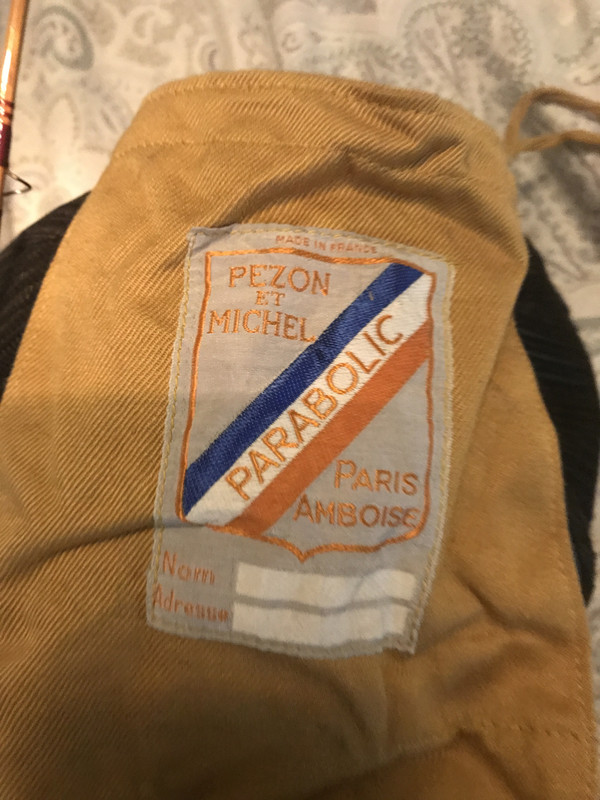 MADE IN FRANCE
PEZON
ET
MICHEL
PARABOLIC
PARIS
AMBOISE
Nom
Adresse